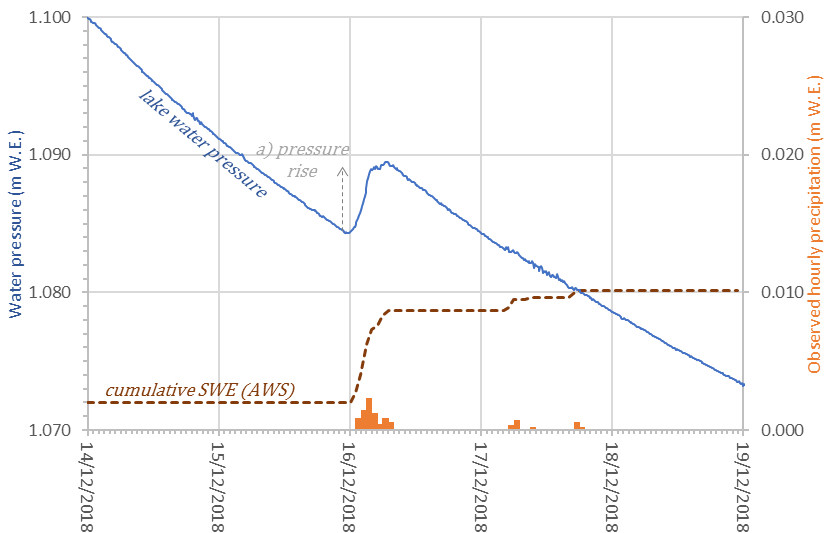 1.100
1.090
1.080
1.070
Water pressure (m W.E.)
0.030
0.020
0.010
0.000
Observed hourly precipitation (m W.E.)
lake water pressure
a) pressure
rise
cumulative SWE (AWS)
14/12/2018
15/12/2018
16/12/2018
17/12/2018
18/12/2018
19/12/2018